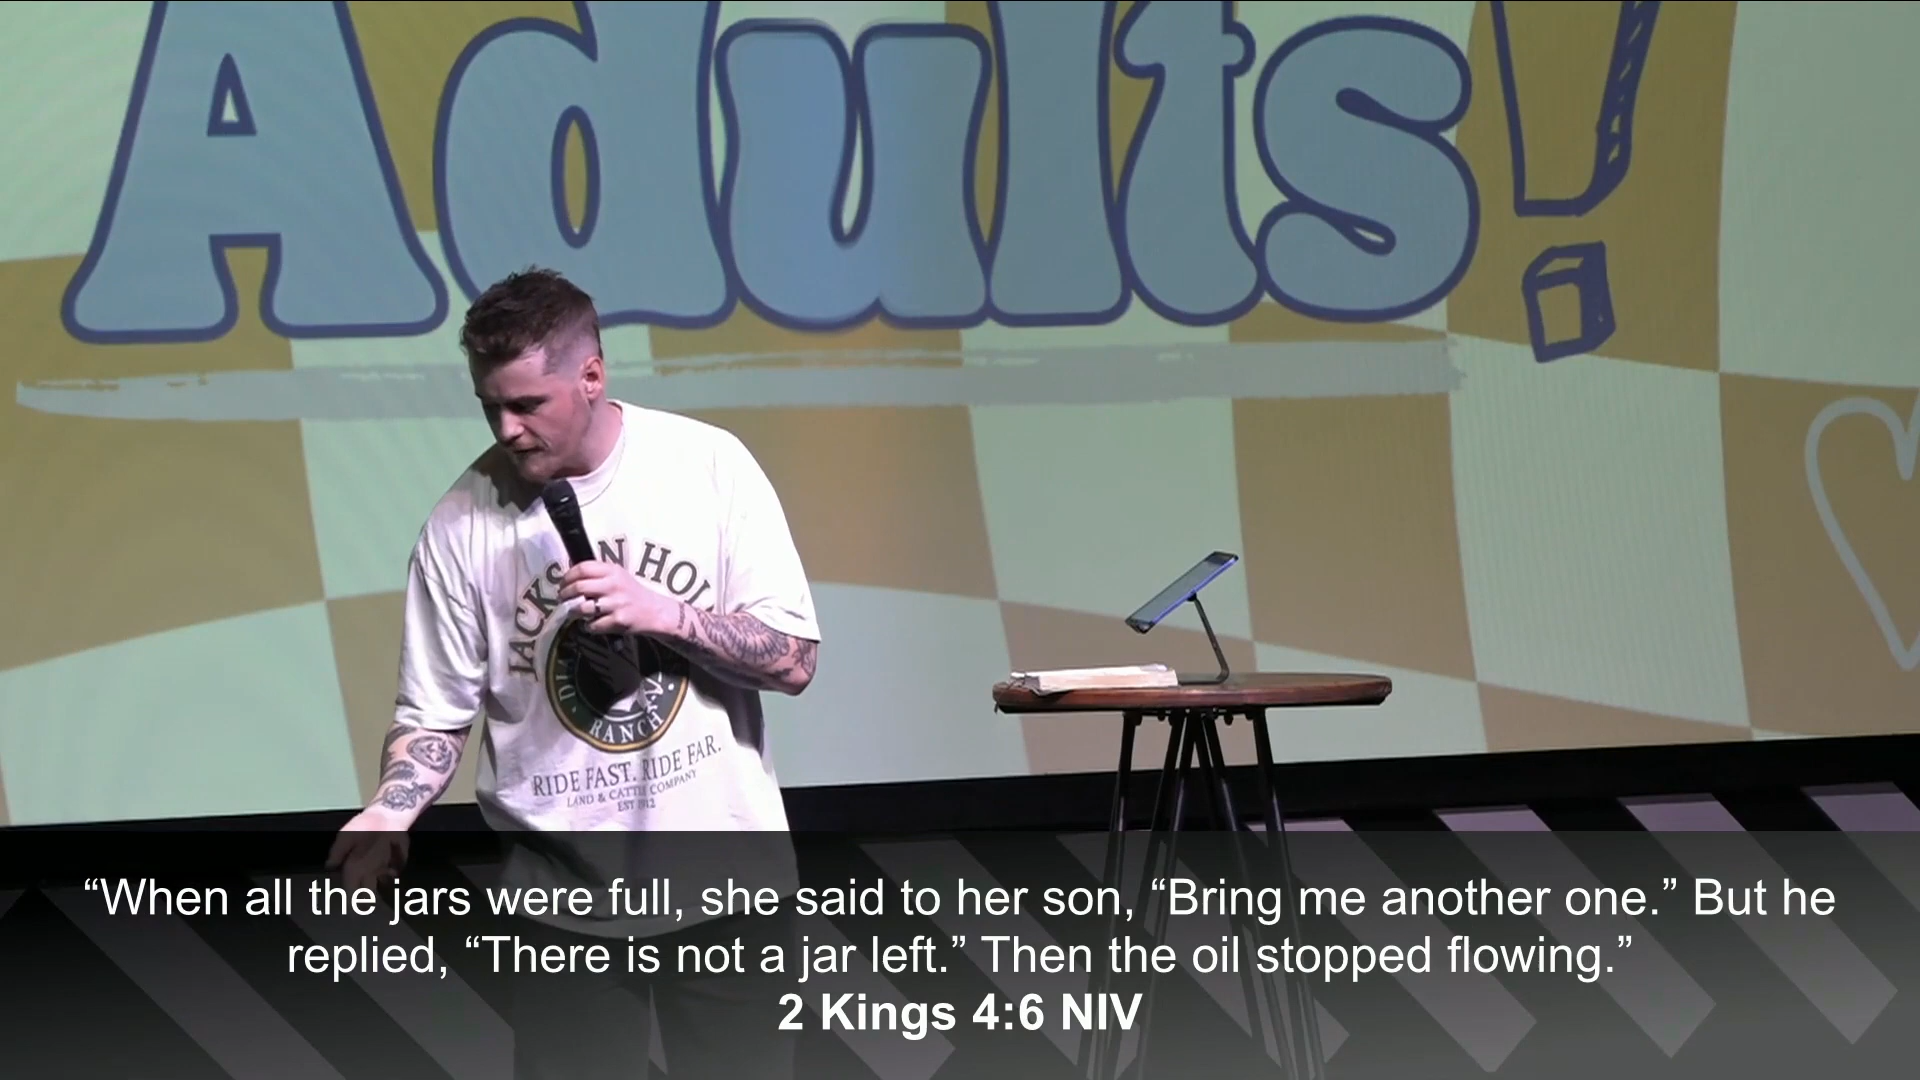 Adults!
HOL
RANCH
RIDE FAST. RIDE FAR.
LAND & CATTLE COMPANY
“When all the jars were full, she said to her son, “Bring me another one.” But he
replied, “There is not a jar left.” Then the oil stopped flowing.”
2 Kings 4:6 NIV